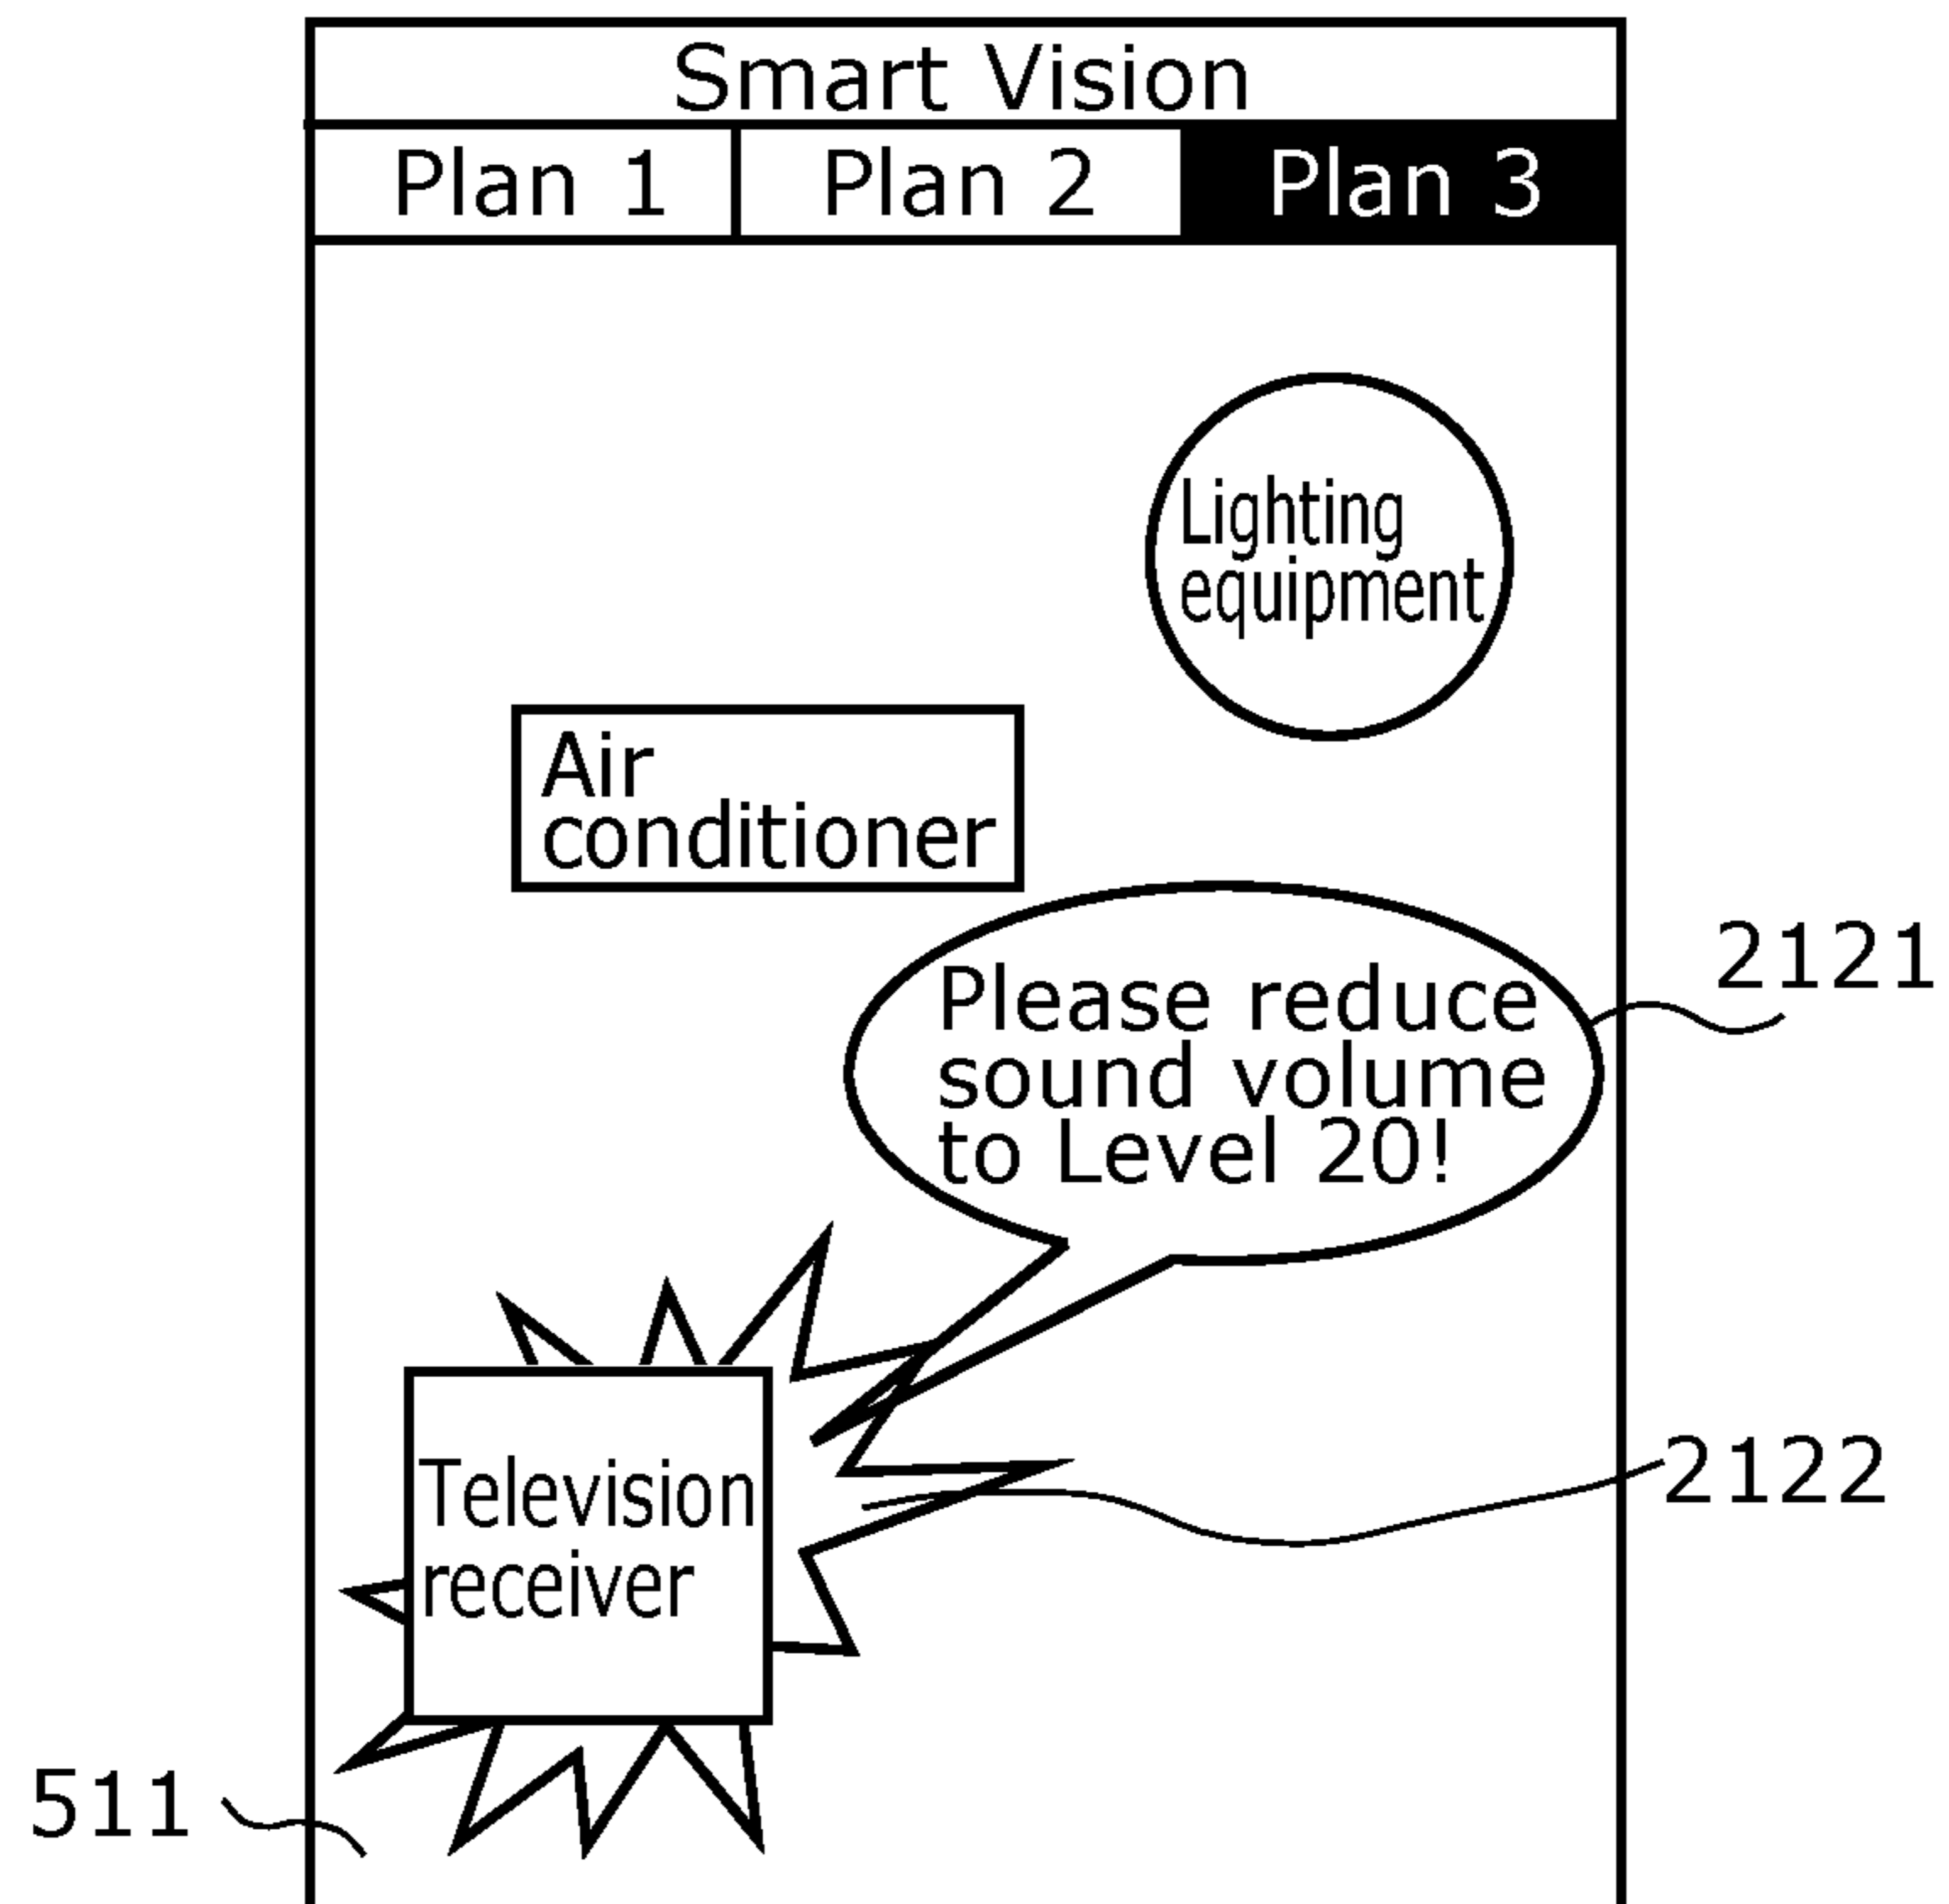 Smart Vision
Plan 1 Plan 2 Plan 3
Lighting
equipment
Air
conditioner
2121
Please reduce
sound volume
to Level 20!
2122
Television
receiver
511